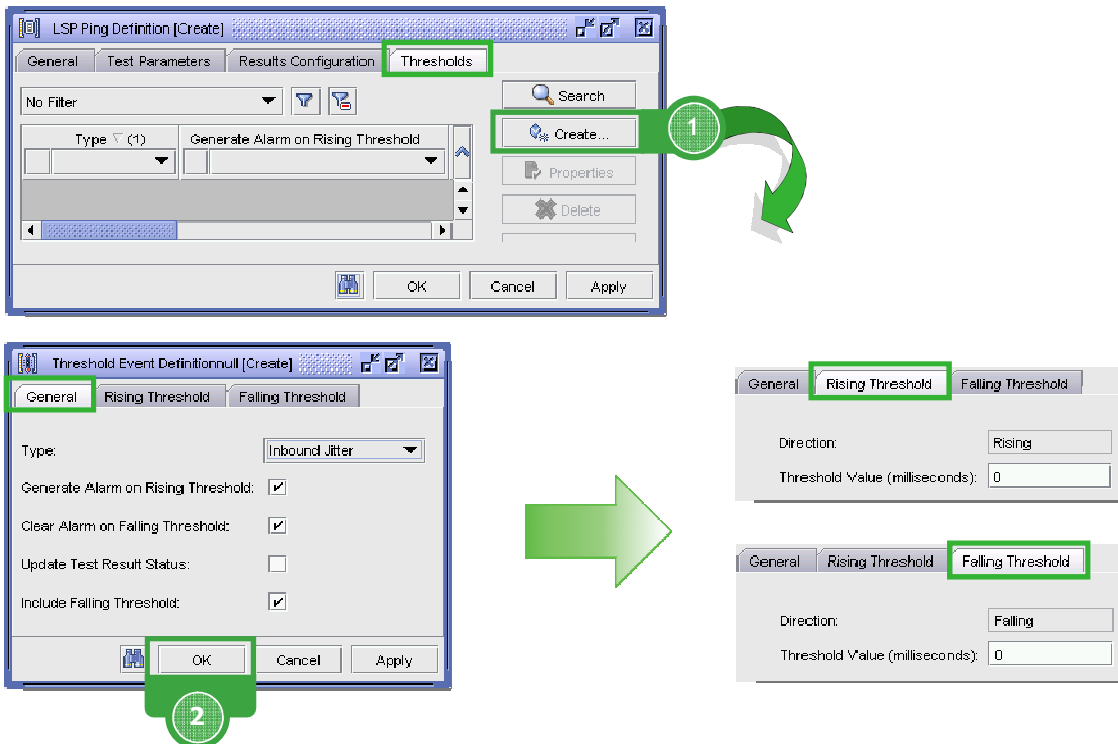 LSP Ping Definition [Create]
General Test Parameters Results Configuration Thresholds
No Filter
Search
Type (1) Generate Alarm on Rising Threshold
Create...
1
Properties
Delete
OK Cancel Apply
Threshold Event Definitionnull [Create]
General Rising Threshold Falling Threshold
Type: Inbound Jitter
Generate Alarm on Rising Threshold:
Clear Alarm on Falling Threshold:
Update Test Result Status:
Include Falling Threshold:
OK Cancel Apply
2
General Rising Threshold Falling Threshold
Direction: Rising
Threshold Value (milliseconds): 0
General Rising Threshold Falling Threshold
Direction: Falling
Threshold Value (milliseconds): 0